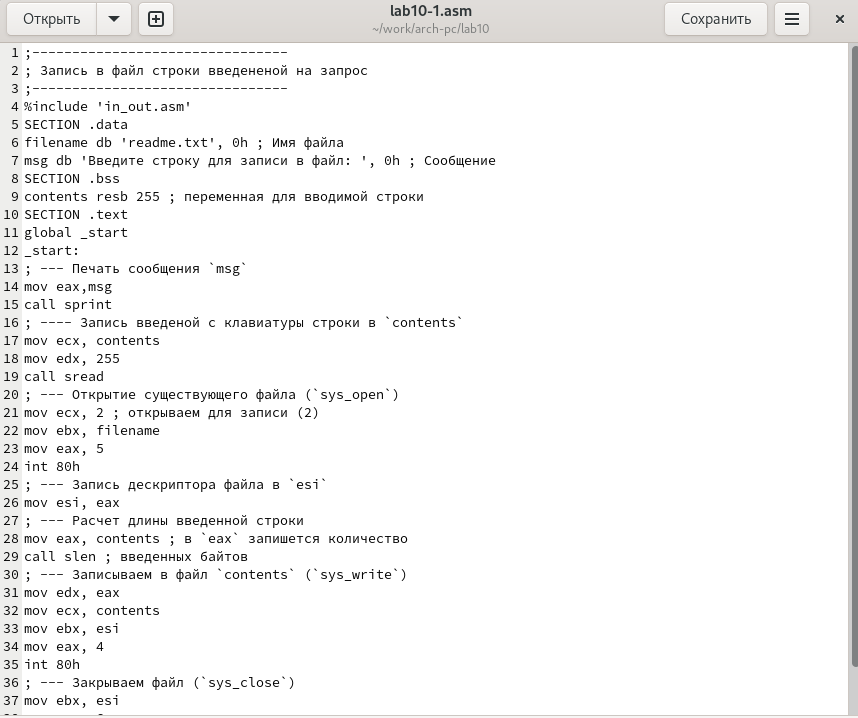 Открыть
lab10-1.asm
~/work/arch-pc/lab10
Сохранить
1 ;--------------------------------
2 ; Запись в файл строки введененой на запрос
3 ;--------------------------------
4 %include 'in_out.asm'
5 SECTION .data
6 filename db 'readme.txt', 0h ; Имя файла
7 msg db 'Введите строку для записи в файл: ', 0h ; Сообщение
8 SECTION .bss
9 contents resb 255 ; переменная для вводимой строки
10 SECTION .text
11 global _start
12 _start:
13 ; --- Печать сообщения `msg`
14 mov eax,msg
15 call sprint
16 ; ---- Запись введеной с клавиатуры строки в `contents`
17 mov ecx, contents
18 mov edx, 255
19 call sread
20 ; --- Открытие существующего файла (`sys_open`)
21 mov ecx, 2 ; открываем для записи (2)
22 mov ebx, filename
23 mov eax, 5
24 int 80h
25 ; --- Запись дескриптора файла в `esi`
26 mov esi, eax
27 ; --- Расчет длины введенной строки
28 mov eax, contents ; в `eax` запишется количество
29 call slen ; введенных байтов
30 ; --- Записываем в файл `contents` (`sys_write`)
31 mov edx, eax
32 mov ecx, contents
33 mov ebx, esi
34 mov eax, 4
35 int 80h
36 ; --- Закрываем файл (`sys_close`)
37 mov ebx, esi